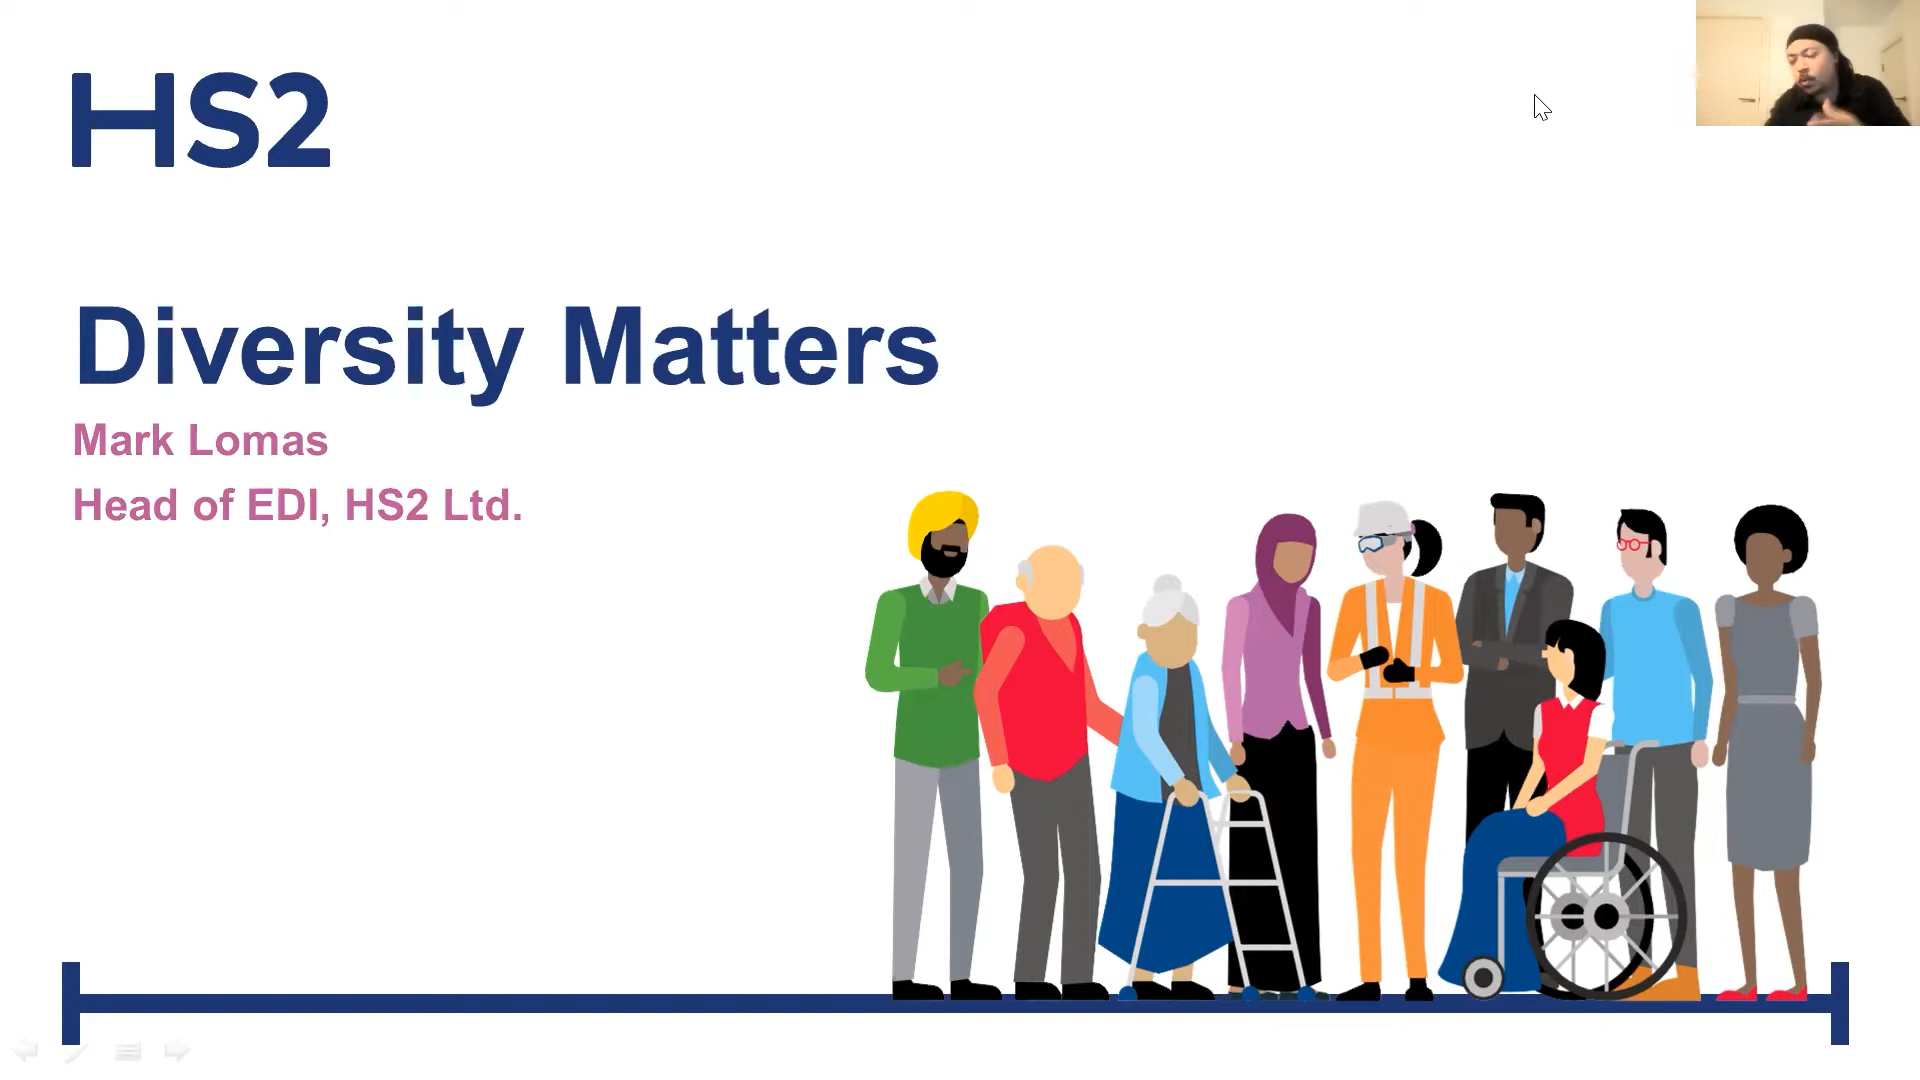 HS2
Diversity Matters
Mark Lomas
Head of EDI, HS2 Ltd.